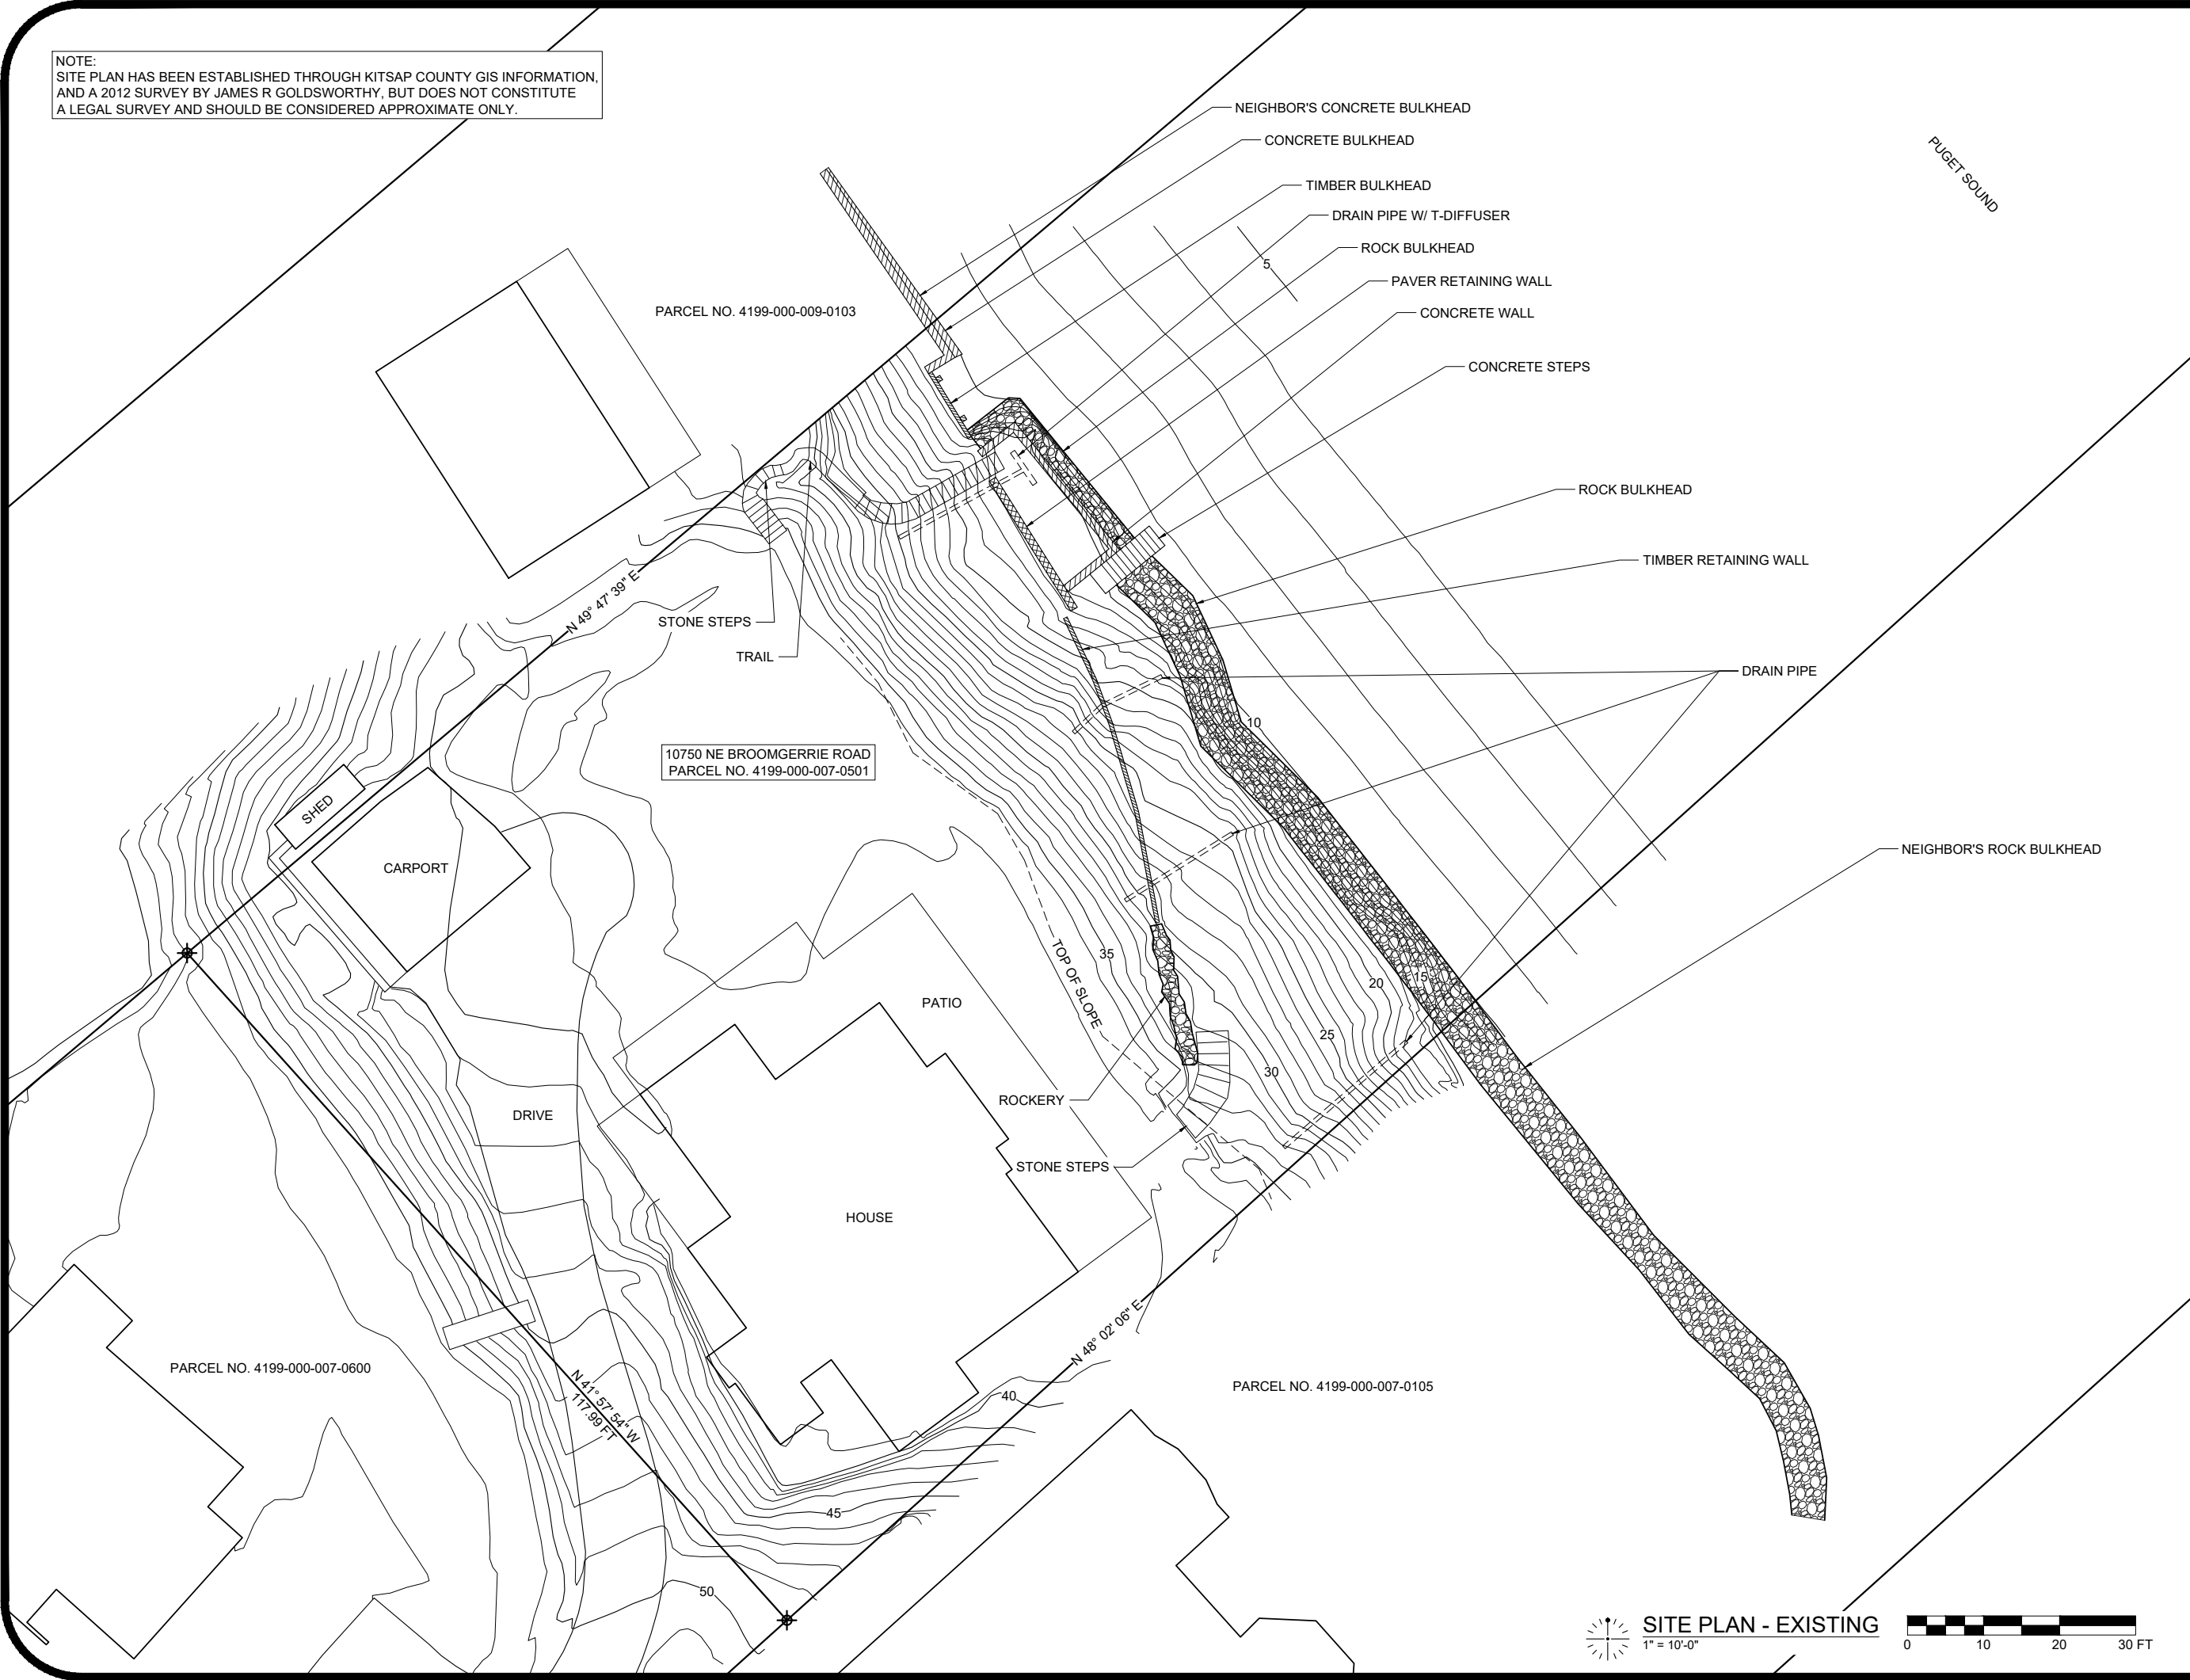 NOTE:
SITE PLAN HAS BEEN ESTABLISHED THROUGH KITSAP COUNTY GIS INFORMATION,
AND A 2012 SURVEY BY JAMES R GOLDSWORTHY, BUT DOES NOT CONSTITUTE
A LEGAL SURVEY AND SHOULD BE CONSIDERED APPROXIMATE ONLY.
NEIGHBOR'S CONCRETE BULKHEAD
CONCRETE BULKHEAD
TIMBER BULKHEAD
DRAIN PIPE W/ T-DIFFUSER
ROCK BULKHEAD
PAVER RETAINING WALL
CONCRETE WALL
CONCRETE STEPS
PUGET SOUND
5
PARCEL NO. 4199-000-009-0103
ROCK BULKHEAD
TIMBER RETAINING WALL
N 49° 47' 39" E
STONE STEPS
TRAIL
DRAIN PIPE
10
10750 NE BROOMGERRIE ROAD
PARCEL NO. 4199-000-007-0501
SHED
CARPORT
NEIGHBOR'S ROCK BULKHEAD
35
TOP OF SLOPE
20
15
PATIO
25
30
ROCKERY
DRIVE
STONE STEPS
HOUSE
N 48° 02' 06" E
PARCEL NO. 4199-000-007-0600
N 41° 57' 54" W
117.99 FT
40
PARCEL NO. 4199-000-007-0105
45
50
SITE PLAN - EXISTING
1" = 10'-0"
0 10 20 30 FT